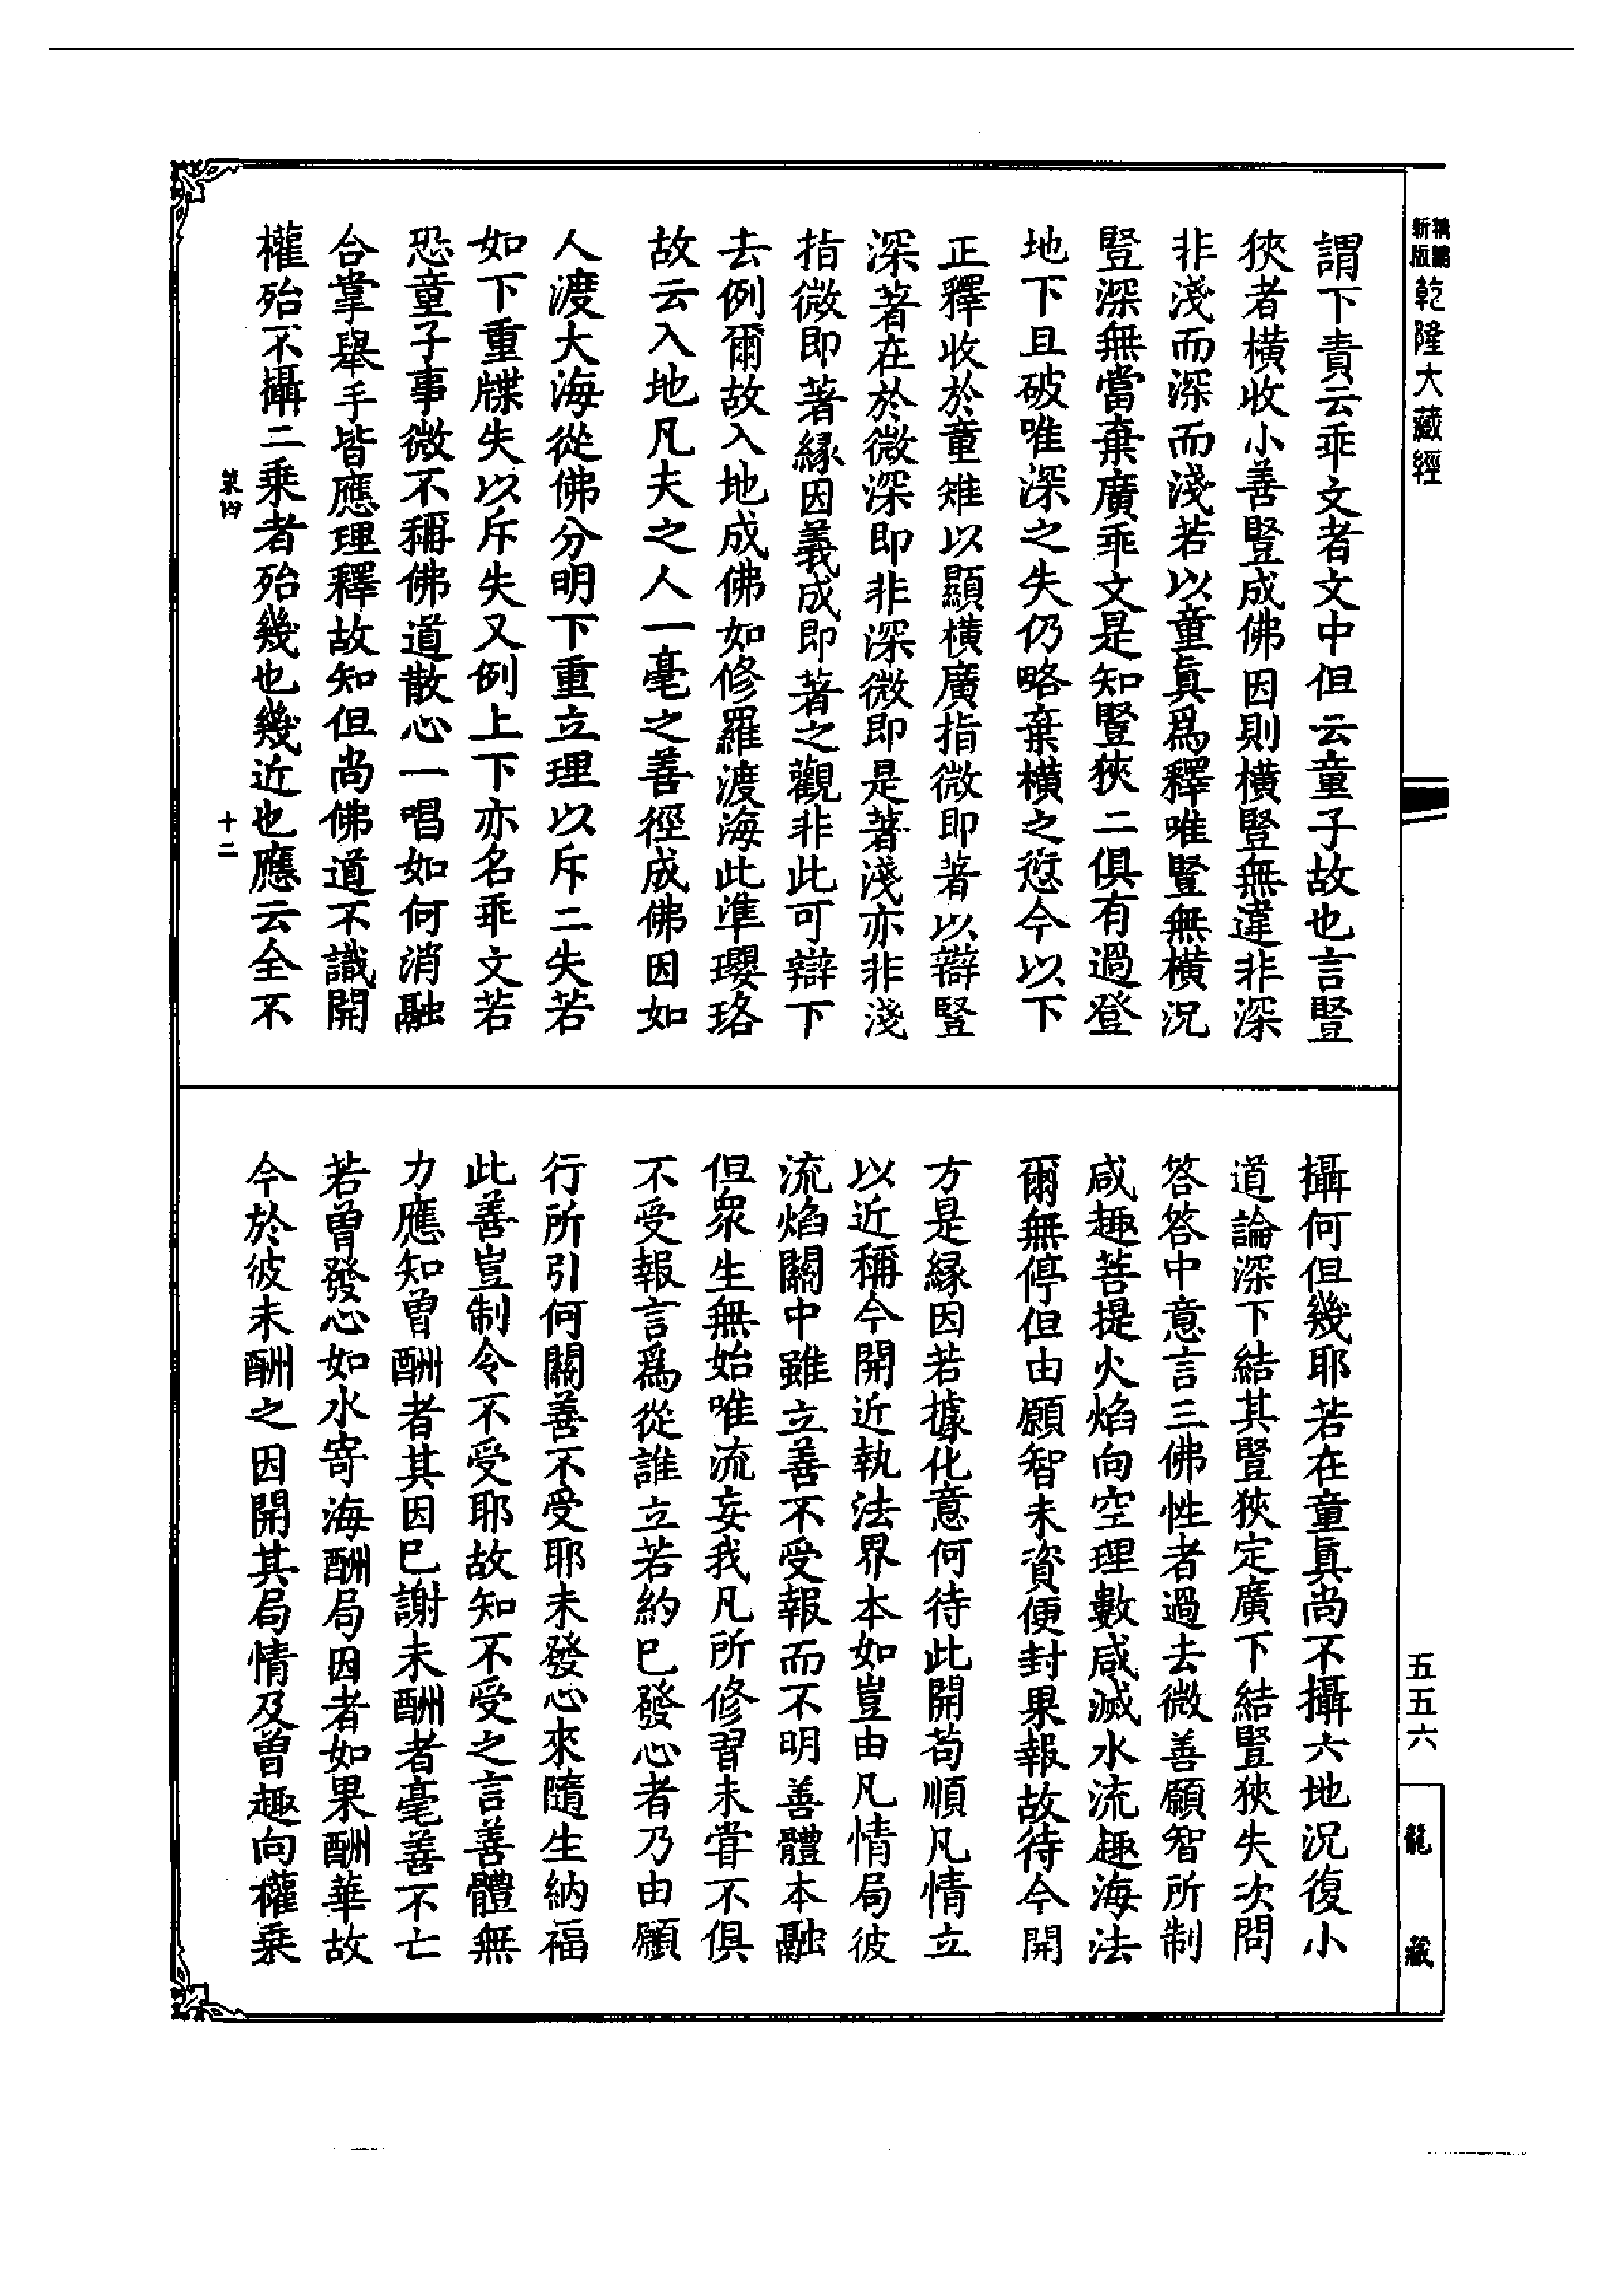 新版
乾隆大藏經
謂下責云乖文者文中但云童子故也言豎
狹者橫收小善豎成佛因則橫豎無違非深
非淺而深而淺若以童真爲釋唯豎無橫況
豎深無當棄廣乖文是知豎狹二俱有過登
地下且破唯深之失仍略棄橫之愆今以下
正釋收於童雉以顯橫廣指微即著以辯豎
深著在於微深即非深微即是著淺亦非淺
指微即著緣因義成即著之觀非此可辯下
去例爾故入地成佛如修羅渡海此準瓔珞
故云入地凡夫之人一毫之善徑成佛因如
人渡大海從佛分明下重立理以斥二失若
如下重牒失以斥失又例上下亦名乖文若
恐童子事微不稱佛道散心一唱如何消融
合掌舉手皆應理釋故知但尚佛道不識開
權殆不攝二乘者殆幾也幾近也應云全不
第四
十二
攝何但幾耶若在童真尚不攝六地況復小
道論深下結其豎狹定廣下結豎狹失次問
答答中意言三佛性者過去微善願智所制
咸趣菩提火焰向空理數咸滅水流趣海法
爾無停但由願智未資便封果報故待今開
方是緣因若據化意何待此開苟順凡情立
以近稱今開近執法界本如豈由凡情局彼
流焰關中雖立善不受報而不明善體本融
但眾生無始唯流妄我凡所修習未嘗不俱
不受報言爲從誰立若約已發心者乃由願
行所引何關善不受耶未發心來隨生納福
此善豈制令不受耶故知不受之言善體無
力應知曾酬者其因已謝未酬者毫善不亡
若曾發心如水寄海酬局因者如果酬華故
今於彼未酬之因開其局情及曾趣向權乘
五五六
龍藏